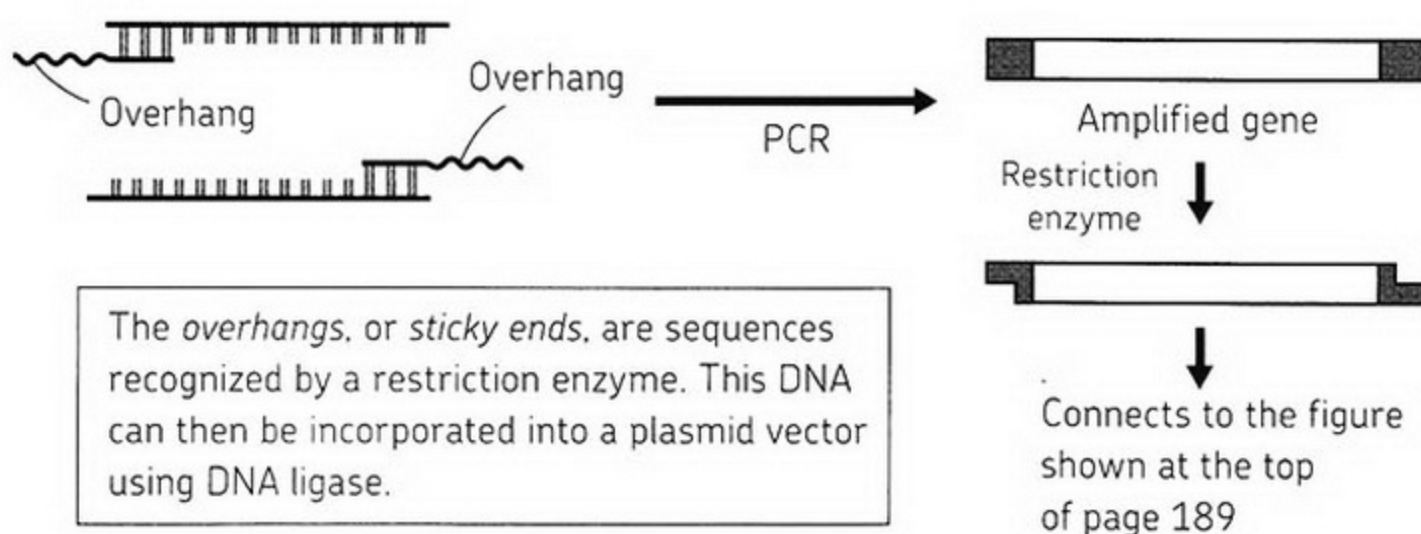 Overhang
Overhang
PCR
Amplified gene
Restriction
enzyme
The overhangs, or sticky ends, are sequences
recognized by a restriction enzyme. This DNA
can then be incorporated into a plasmid vector
using DNA ligase.
Connects to the figure
shown at the top
of page 189